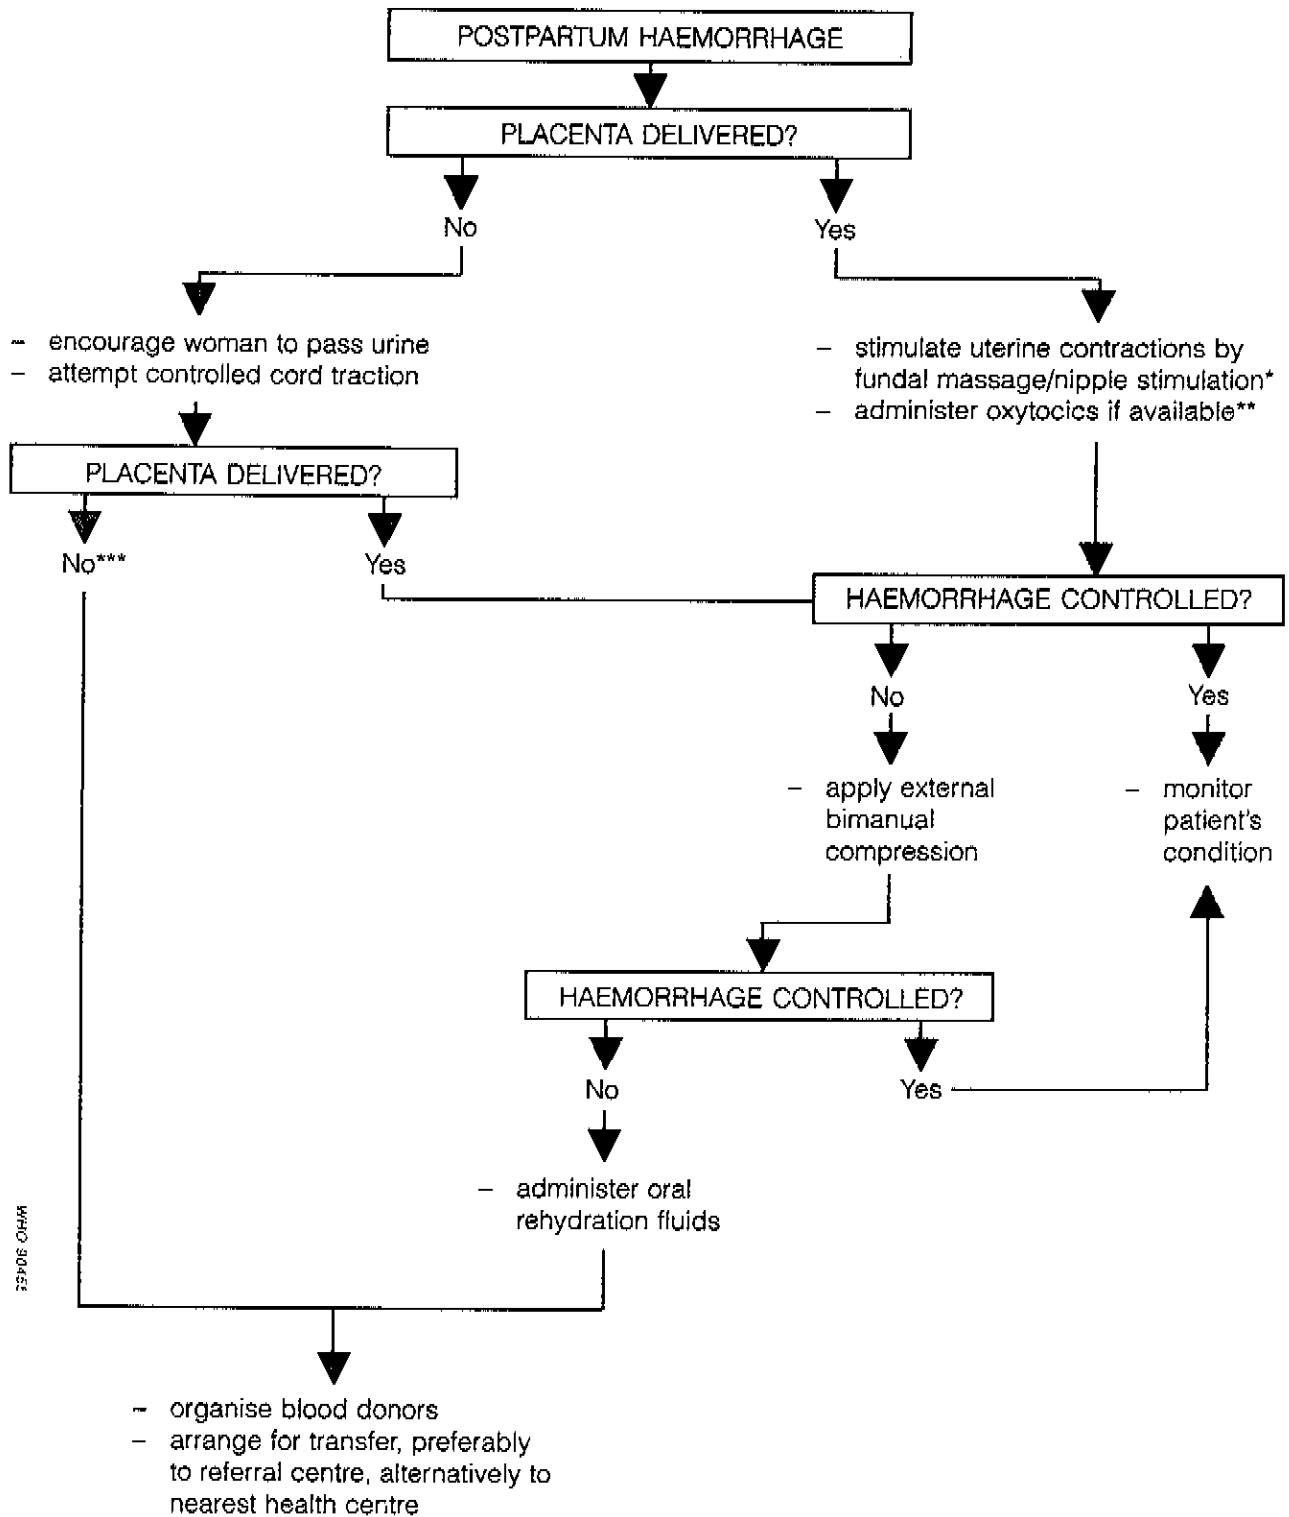 POSTPARTUM HAEMORRHAGE
PLACENTA DELIVERED?
No
Yes
– encourage woman to pass urine
– attempt controlled cord traction
– stimulate uterine contractions by
fundal massage/nipple stimulation*
– administer oxytocics if available**
PLACENTA DELIVERED?
No***
Yes
HAEMORRHAGE CONTROLLED?
No
Yes
– apply external
bimanual
compression
– monitor
patient's
condition
HAEMORRHAGE CONTROLLED?
No
Yes
– administer oral
rehydration fluids
– organise blood donors
– arrange for transfer, preferably
to referral centre, alternatively to
nearest health centre
WHO